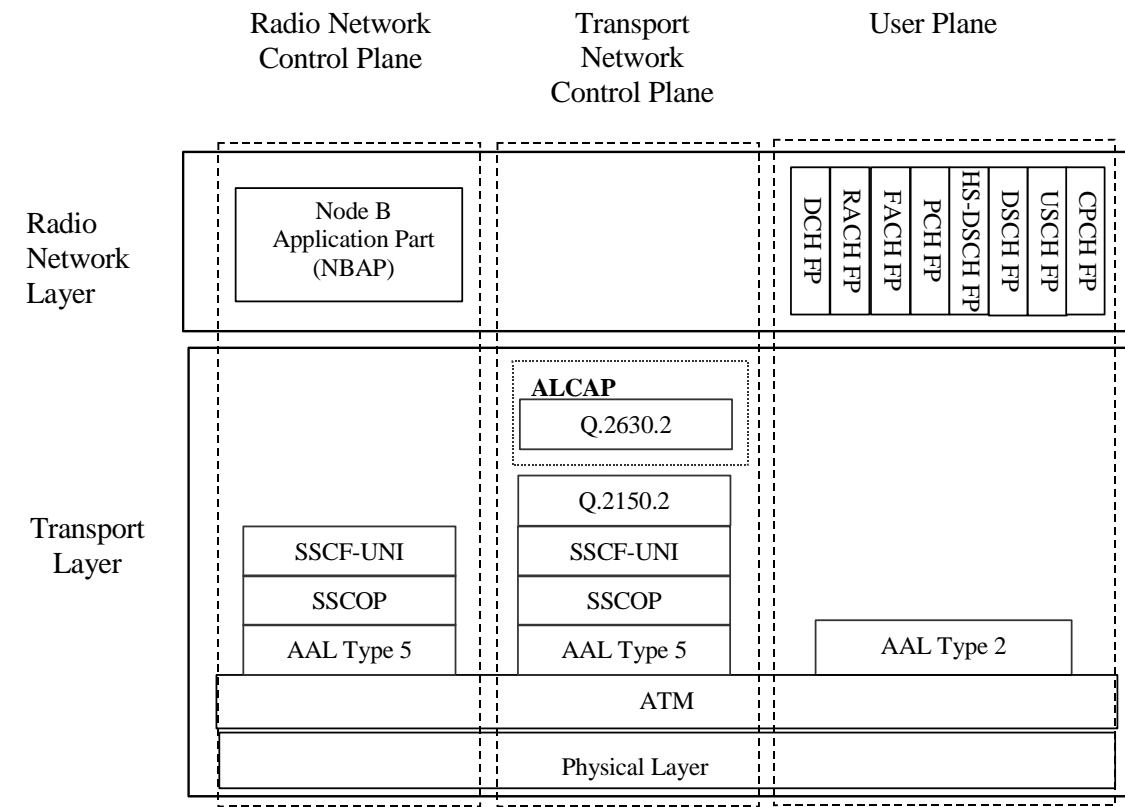 Radio Network
Control Plane
Transport
Network
Control Plane
User Plane
Radio
Network
Layer
Node B
Application Part
(NBAP)
DCH FP
RACH FP
FACH FP
PCH FP
HS-DSCH FP
DSCH FP
USCH FP
CPCH FP
Transport
Layer
ALCAP
Q.2630.2
Q.2150.2
SSCF-UNI
SSCF-UNI
SSCOP
SSCOP
AAL Type 5
AAL Type 5
AAL Type 2
ATM
Physical Layer